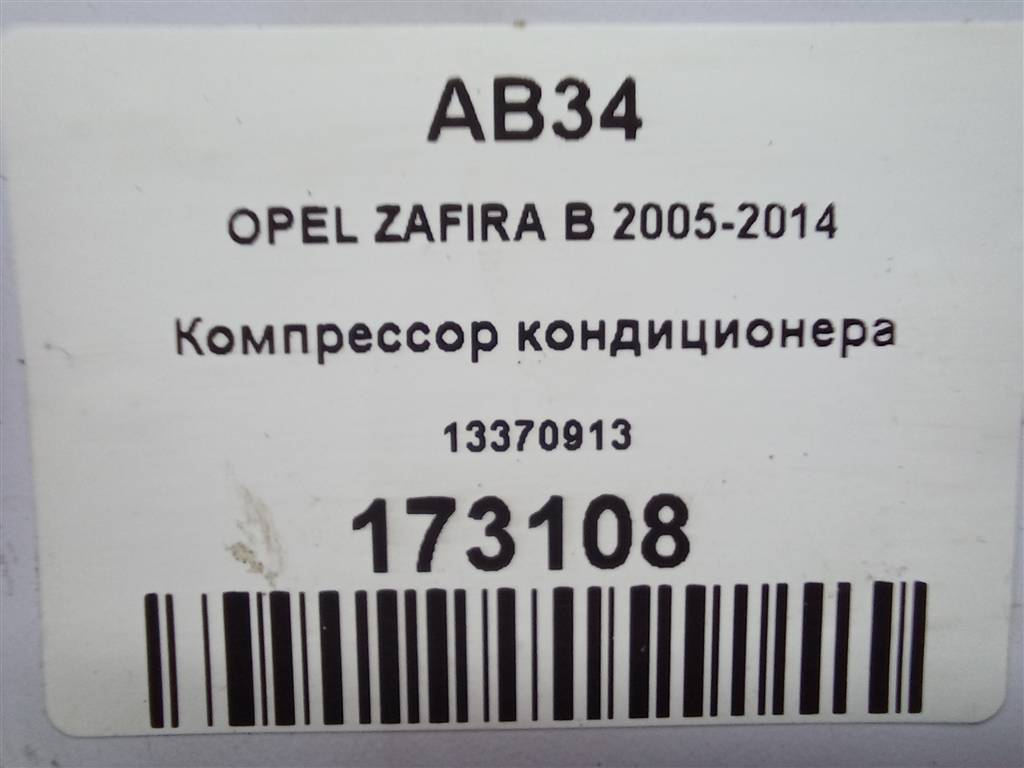 AB34
OPEL ZAFIRA B 2005-2014
Компрессор кондиционера
13370913
173108